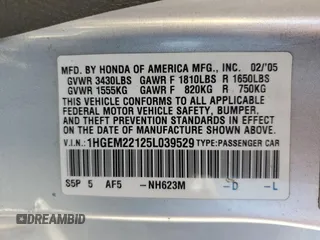 MFD. BY HONDA OF AMERICA MFG., INC. 02/'05
GVWR 3430LBS GAWR F 1810LBS R 1650LBS
GVWR 1555KG GAWR F 820KG R 750KG
THIS VEHICLE CONFORMS TO ALL APPLICABLE
FEDERAL MOTOR VEHICLE SAFETY, BUMPER, AND
THEFT PREVENTION STANDARDS IN EFFECT ON THE
DATE OF MANUFACTURE SHOWN ABOVE.
V.I.N.: 1HGEM22125L039529 TYPE: PASSENGER CAR
S5P 5 AF5 -NH623M -D -L
DCARBIDINFO